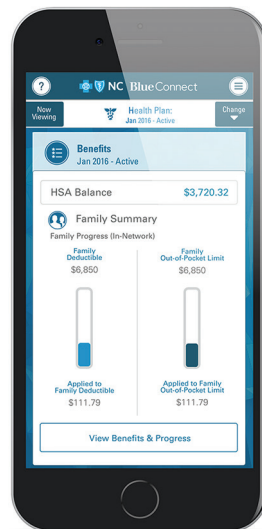 ?
NC BlueConnect
Now
Viewing
Health Plan:
Jan 2016 - Active
Change
Benefits
Jan 2016 - Active
HSA Balance $3,720.32
Family Summary
Family Progress (In-Network)
Family
Deductible
$6,850
Applied to
Family Deductible
$111.79
Family
Out-of-Pocket Limit
$6,850
Applied to Family
Out-of-Pocket Limit
$111.79
View Benefits & Progress